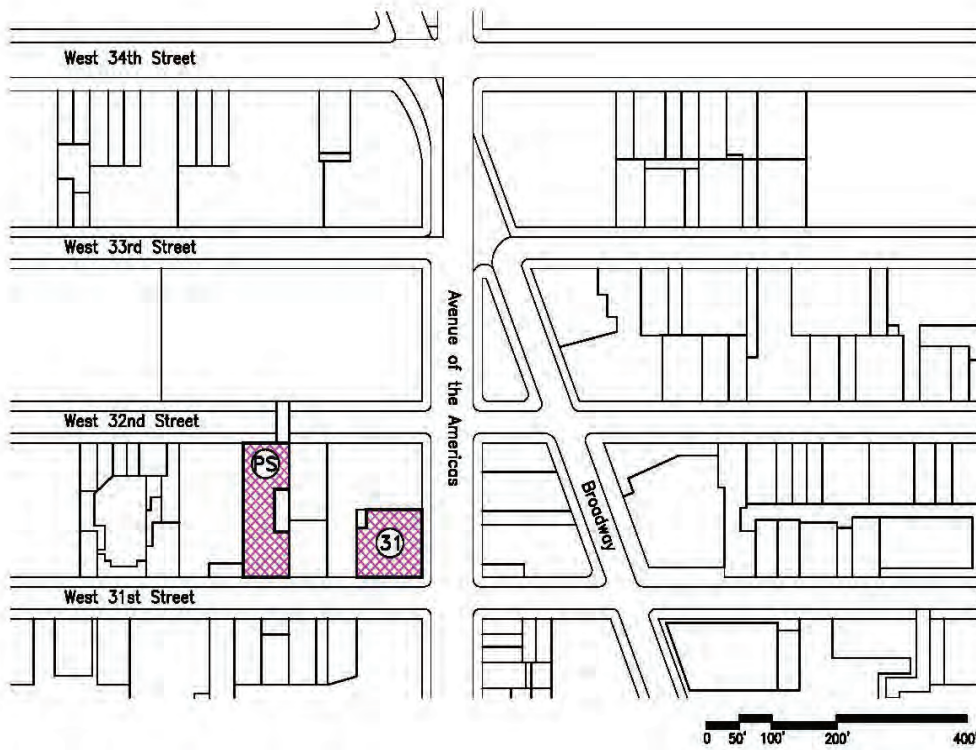 West 34th Street
West 33rd Street
Avenue of the Americas
West 32nd Street
PS
Broadway
31
West 31st Street
0 50' 100' 200' 400'